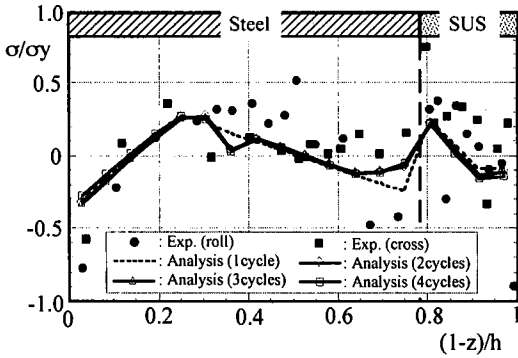 Steel SUS
1.0
σ/σy
0.5
0
-0.5
-1.0
: Exp. (roll) : Exp. (cross)
: Analysis (1cycle) : Analysis (2cycles)
: Analysis (3cycles) : Analysis (4cycles)
0 0.2 0.4 0.6 0.8 1
(1-z)/h